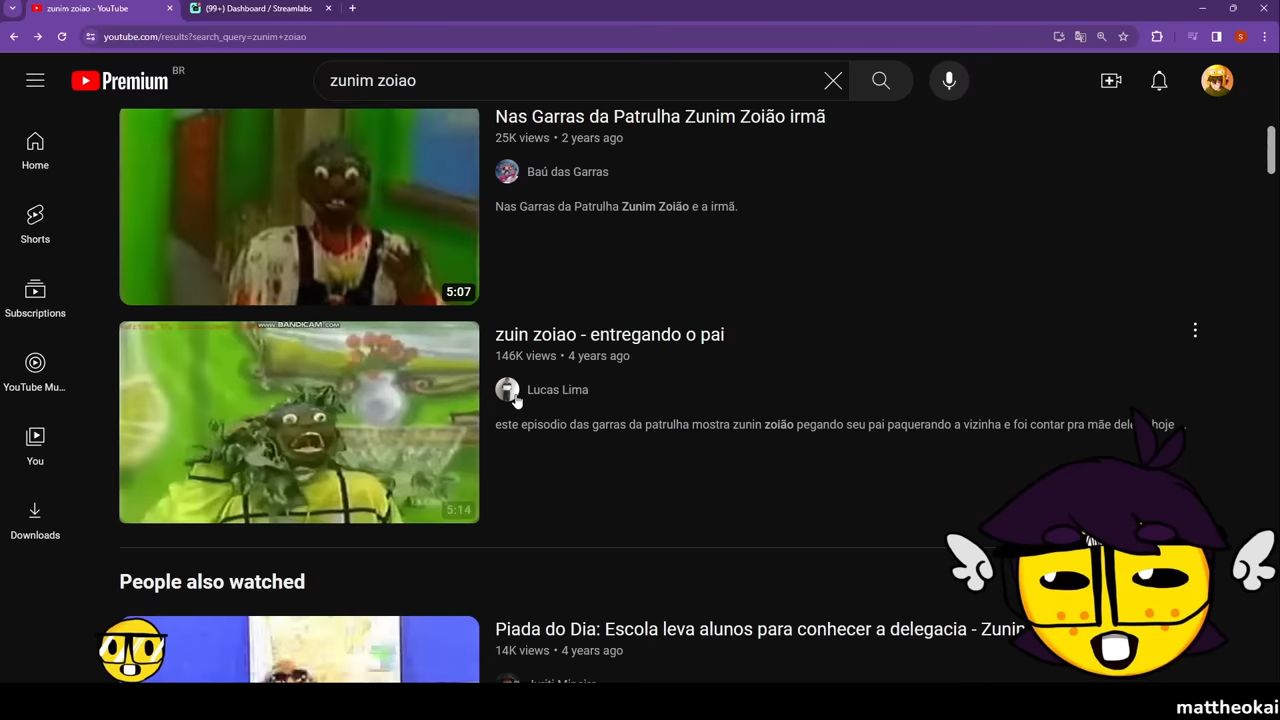 zunim zoiao - YouTube
(99+) Dashboard / Streamlabs
youtube.com/results?search_query=zunim+zoiao
Premium
BR
zunim zoiao
Home
Shorts
Subscriptions
YouTube Mu...
You
Downloads
5:07
Nas Garras da Patrulha Zunim Zoião irmã
25K views • 2 years ago
Baú das Garras
Nas Garras da Patrulha Zunim Zoião e a irmã.
WWW.BANDICAM.COM
5:14
zuin zoiao - entregando o pai
146K views • 4 years ago
Lucas Lima
este episodio das garras da patrulha mostra zunin zoião pegando seu pai paquerando a vizinha e foi contar pra mãe hoje
People also watched
Piada do Dia: Escola leva alunos para conhecer a delegacia - Zunin
14K views • 4 years ago
mattheokai